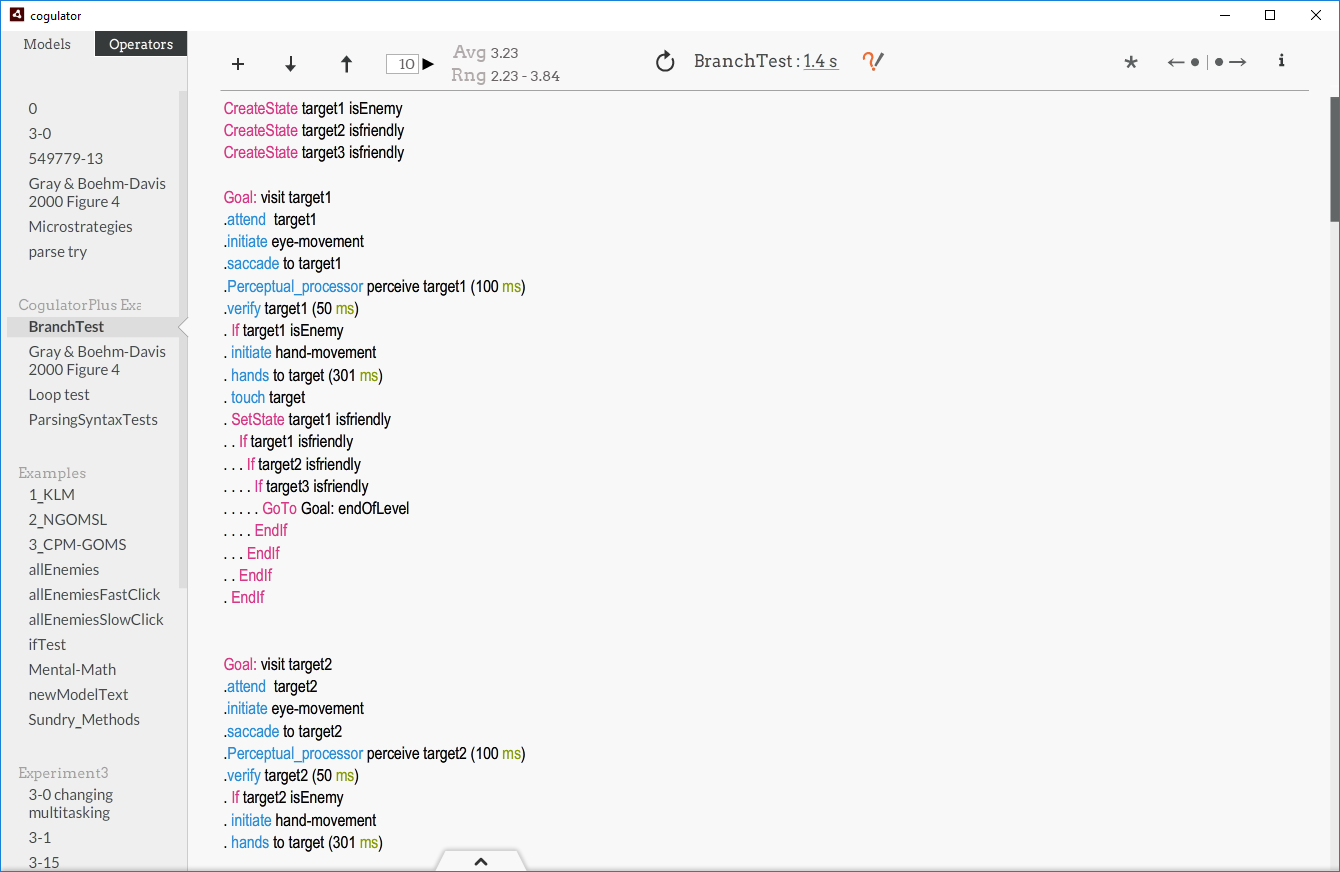 cogulator
Models
Operators
10
Avg 3.23
Rng 2.23 - 3.84
BranchTest : 1.4 s
0
3-0
549779-13
Gray & Boehm-Davis
2000 Figure 4
Microstrategies
parse try
CogulatorPlus Exa
BranchTest
Gray & Boehm-Davis
2000 Figure 4
Loop test
ParsingSyntaxTests
Examples
1_KLM
2_NGOMSL
3_CPM-GOMS
allEnemies
allEnemiesFastClick
allEnemiesSlowClick
ifTest
Mental-Math
newModelText
Sundry_Methods
Experiment3
3-0 changing
multitasking
3-1
3-15
CreateState target1 isEnemy
CreateState target2 isfriendly
CreateState target3 isfriendly
Goal: visit target1
.attend  target1
.initiate eye-movement
.saccade to target1
.Perceptual_processor perceive target1 (100 ms)
.verify target1 (50 ms)
. If target1 isEnemy
. initiate hand-movement
. hands to target (301 ms)
. touch target
. SetState target1 isfriendly
. . If target1 isfriendly
. . . If target2 isfriendly
. . . . If target3 isfriendly
. . . . . GoTo Goal: endOfLevel
. . . . EndIf
. . . EndIf
. . EndIf
. EndIf
Goal: visit target2
.attend  target2
.initiate eye-movement
.saccade to target2
.Perceptual_processor perceive target2 (100 ms)
.verify target2 (50 ms)
. If target2 isEnemy
. initiate hand-movement
. hands to target (301 ms)